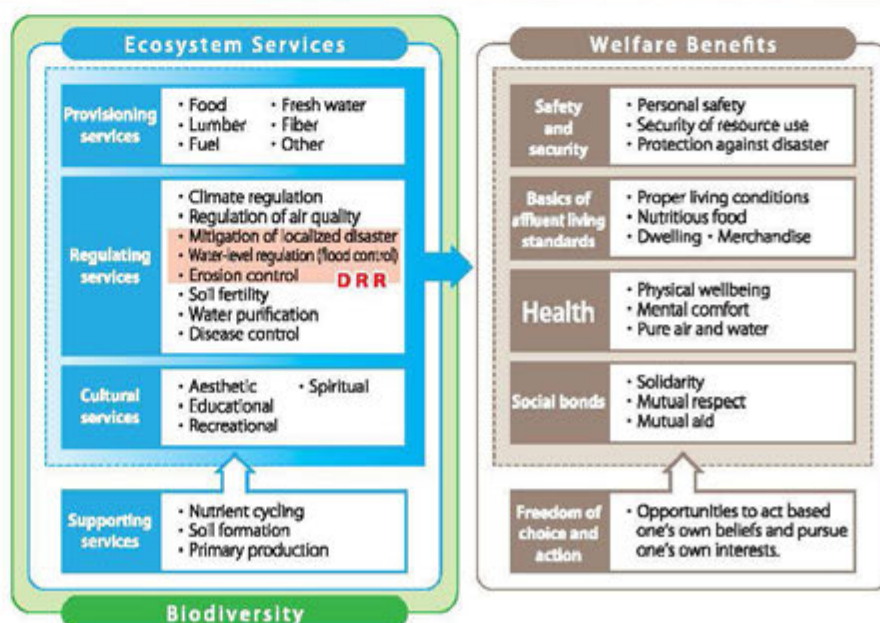 Ecosystem Services
Provisioning services
・Food ・Fresh water
・Lumber ・Fiber
・Fuel ・Other
Regulating services
・Climate regulation
・Regulation of air quality
・Mitigation of localized disaster
・Water-level regulation (flood control)
・Erosion control
DRR
・Soil fertility
・Water purification
・Disease control
Cultural services
・Aesthetic ・Spiritual
・Educational
・Recreational
Supporting services
・Nutrient cycling
・Soil formation
・Primary production
Biodiversity
Welfare Benefits
Safety and security
・Personal safety
・Security of resource use
・Protection against disaster
Basics of affluent living standards
・Proper living conditions
・Nutritious food
・Dwelling・Merchandise
Health
・Physical wellbeing
・Mental comfort
・Pure air and water
Social bonds
・Solidarity
・Mutual respect
・Mutual aid
Freedom of choice and action
・Opportunities to act based
one's own beliefs and pursue
one's own interests.